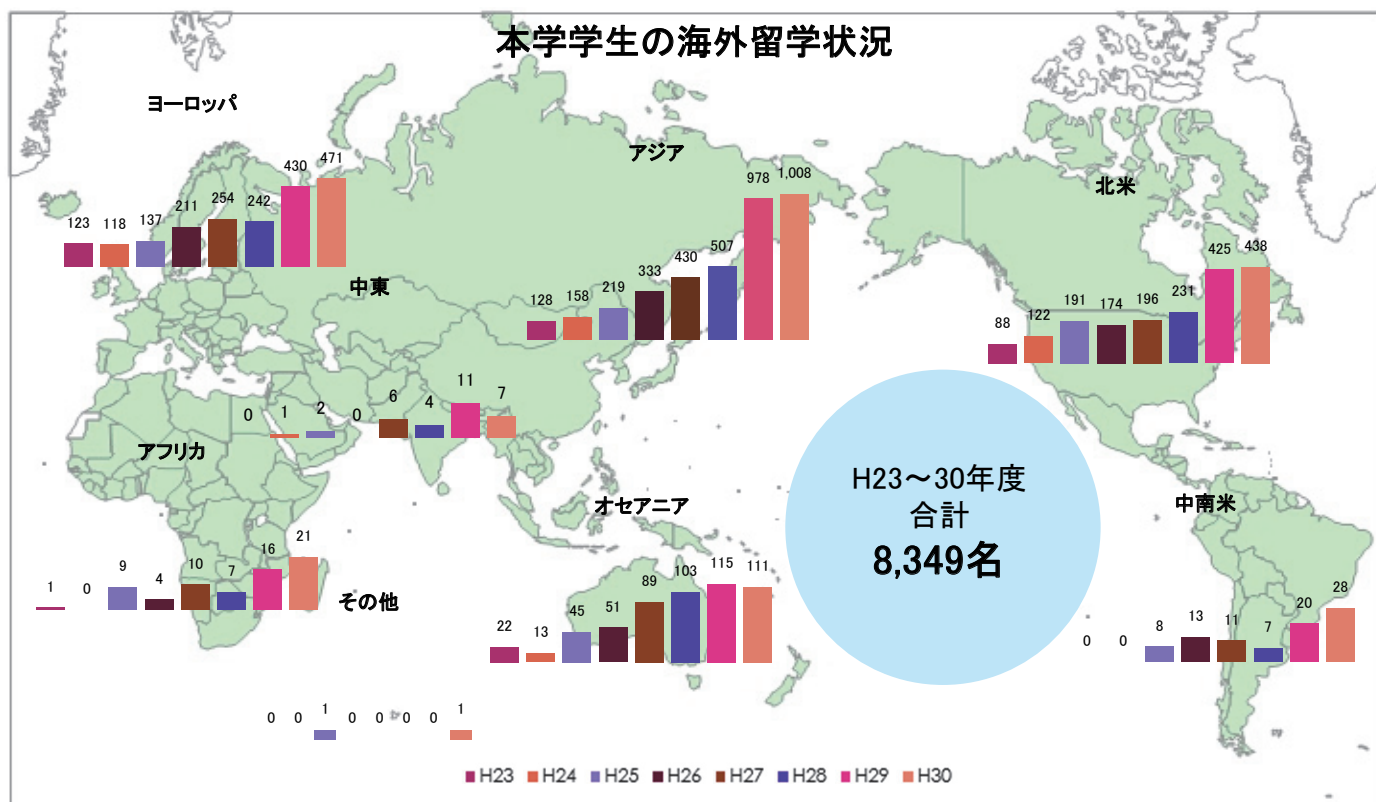 本学学生の海外留学状況
ヨーロッパ
123 118 137 211 254 242 430 471
アジア
128 158 219 333 430 507 978 1,008
北米
88 122 191 174 196 231 425 438
中東
0 1 2 0 6 4 11 7
アフリカ
1 0 9 4 10 7 16 21
オセアニア
22 13 45 51 89 103 115 111
H23～30年度
合計
8,349名
中南米
0 0 8 13 11 7 20 28
その他
0 0 1 0 0 0 0 1
H23 H24 H25 H26 H27 H28 H29 H30